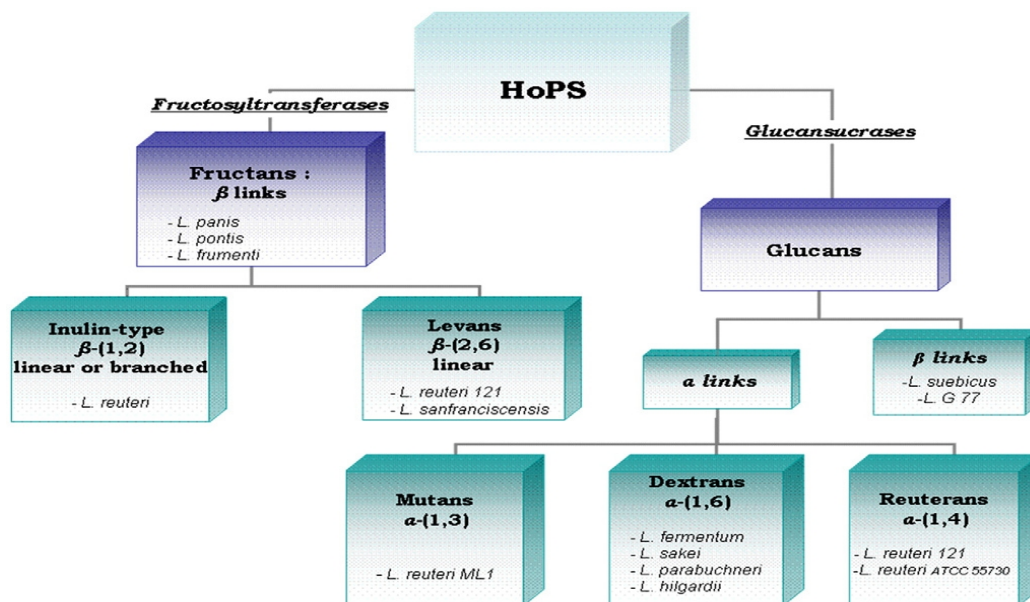 HoPS
Fructosyltransferases
Glucansucrases
Fructans :
β links
- L. panis
- L. pontis
- L. frumenti
Glucans
Inulin-type
β-(1,2)
linear or branched
- L. reuteri
Levans
β-(2,6)
linear
- L. reuteri 121
- L. sanfranciscensis
α links
β links
-L. suebicus
-L. G 77
Mutans
α-(1,3)
- L. reuteri ML1
Dextrans
α-(1,6)
- L. fermentum
- L. sakei
- L. parabuchneri
- L. hilgardii
Reuterans
α-(1,4)
- L. reuteri 121
- L. reuteri ATCC 55730